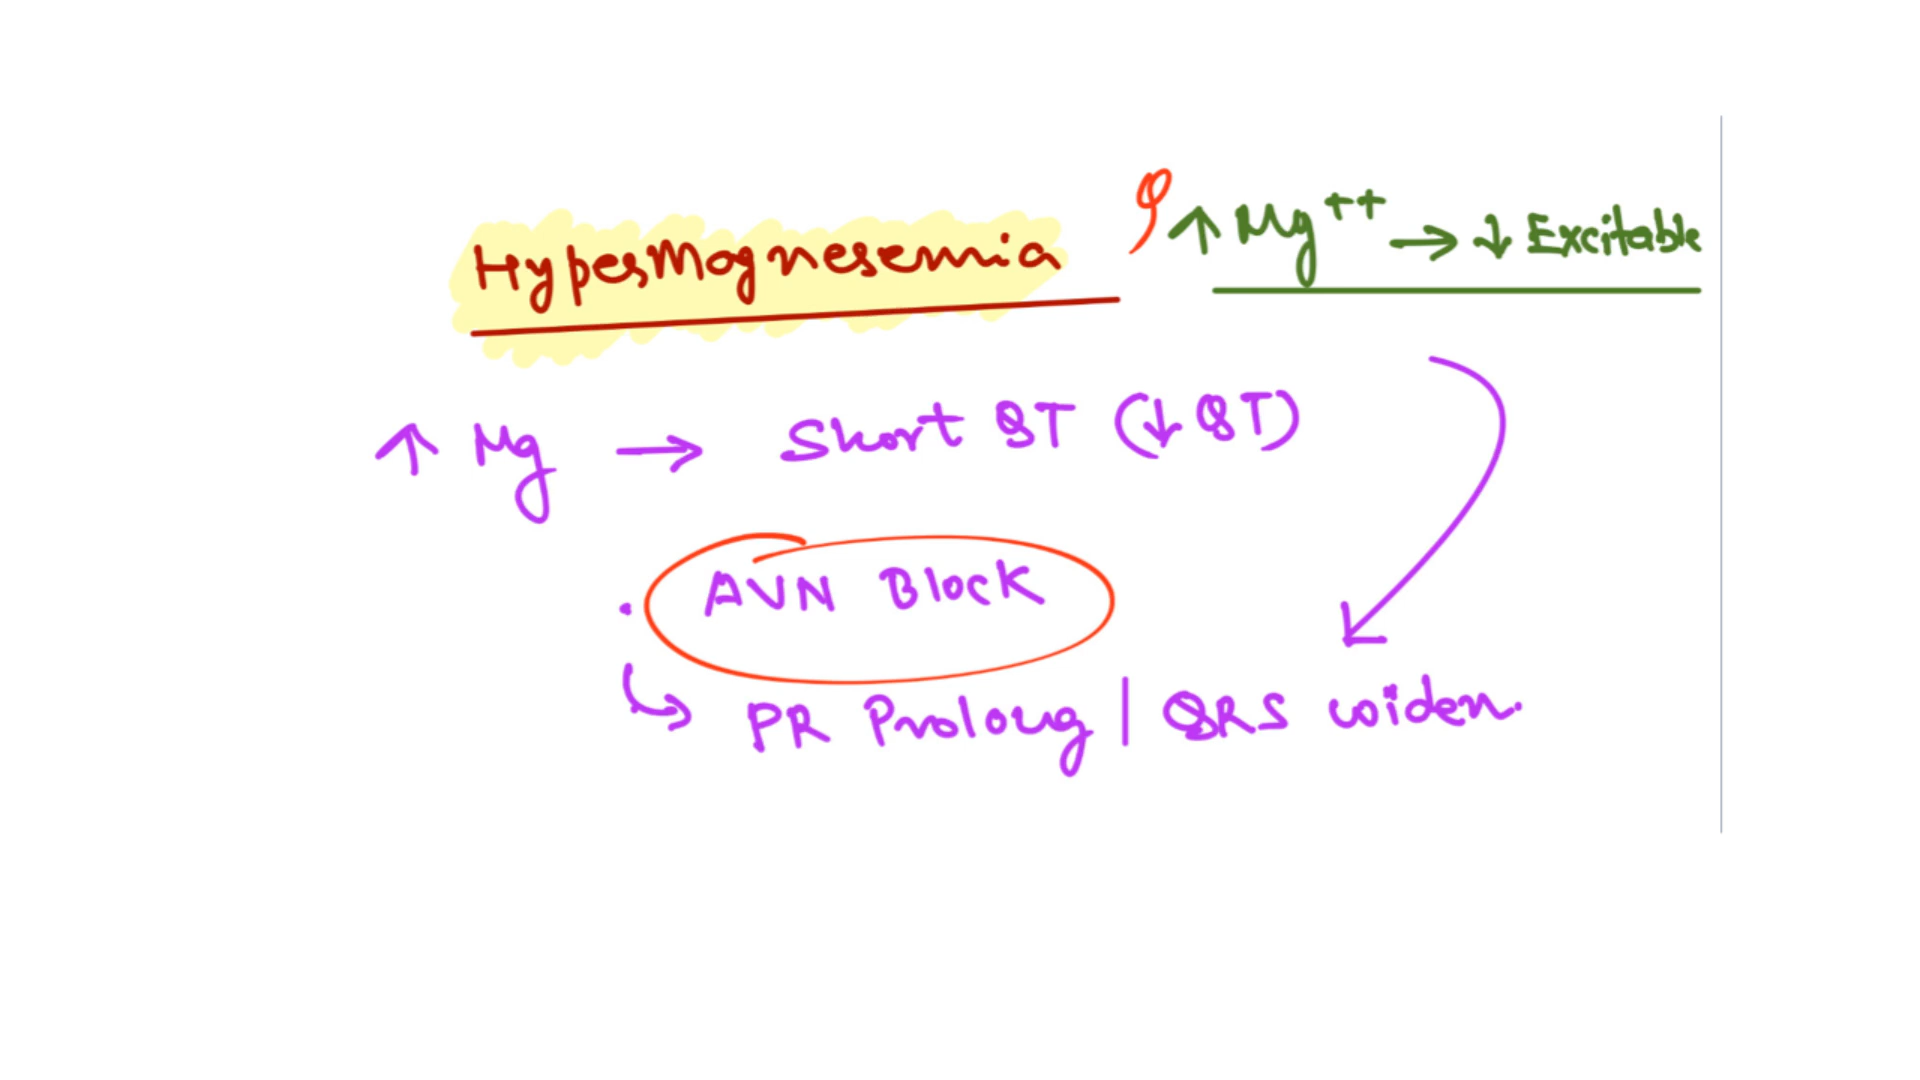 HyperMagnesemia ↑ Mg++ → ↓ Excitable
↑ Mg → Short QT (↓ QT)
. AVN Block
↳ PR Prolong | QRS widen.